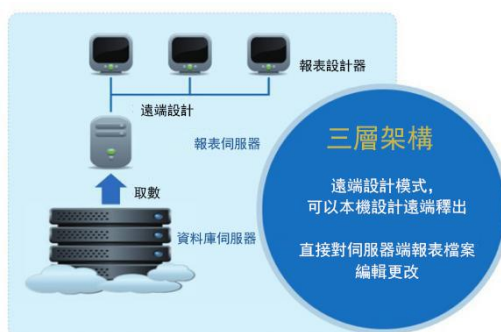 報表設計器
遠端設計
報表伺服器
取數
資料庫伺服器
三層架構
遠端設計模式,
可以本機設計遠端釋出
直接對伺服器端報表檔案
編輯更改